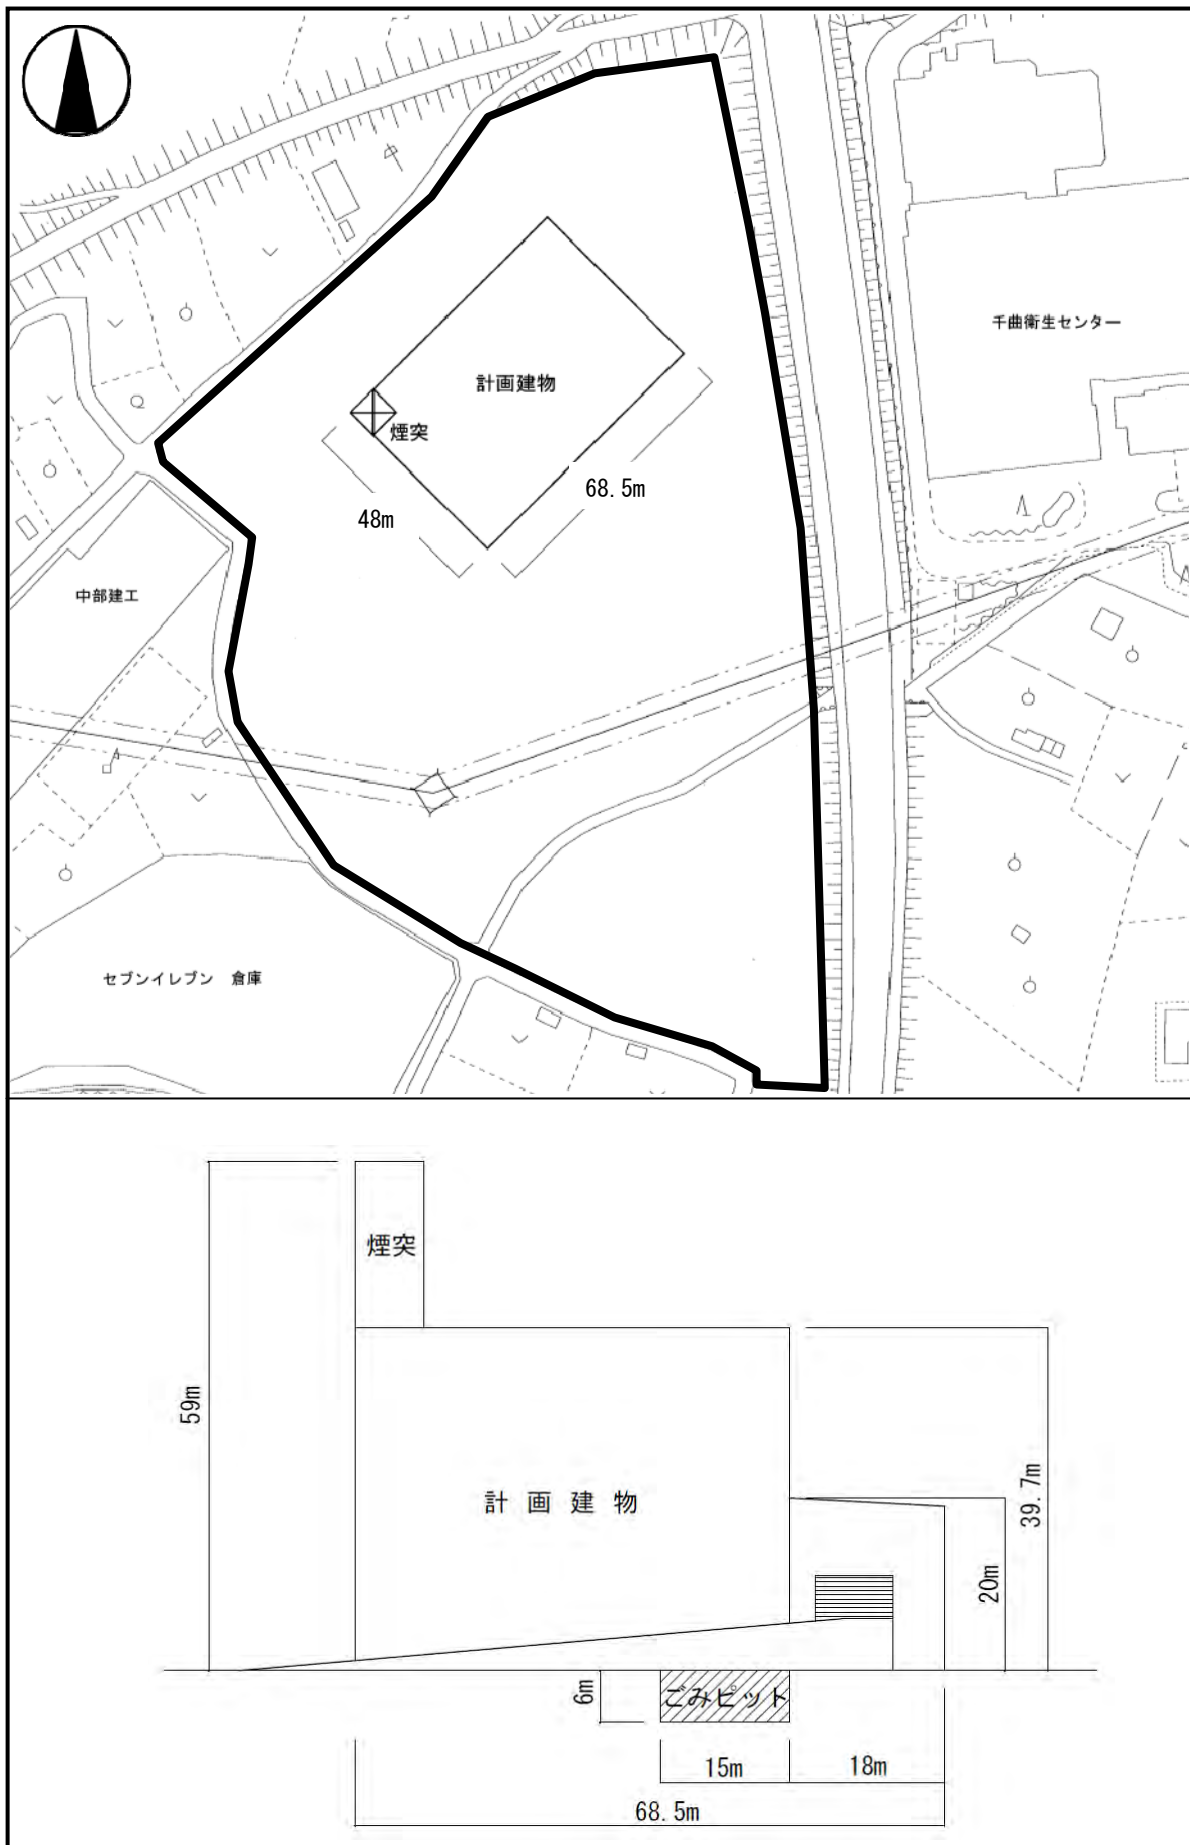 千曲衛生センター
計画建物
煙突
68.5m
48m
中部建工
セブンイレブン 倉庫
煙突
59m
計画建物
39.7m
20m
6m
ごみピット
15m
18m
68.5m